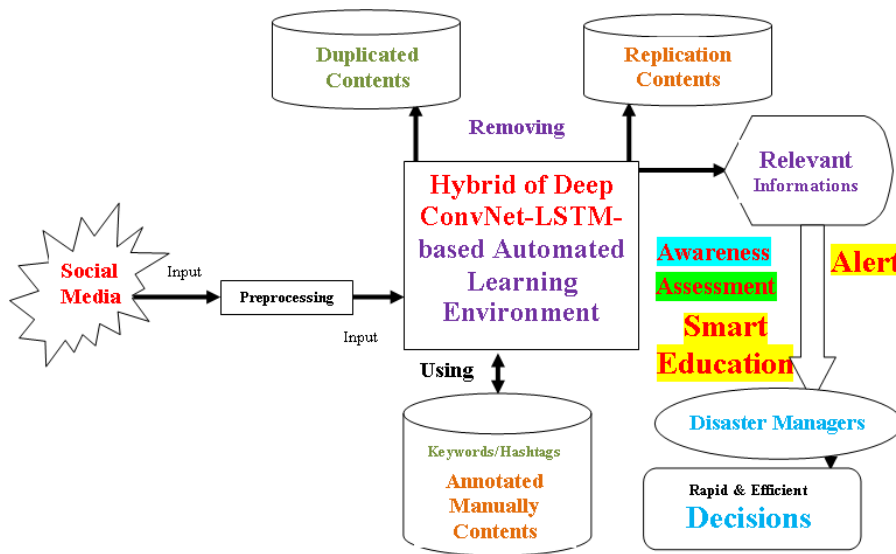 Duplicated
Contents
Replication
Contents
Removing
Relevant
Informations
Hybrid of Deep
ConvNet-LSTM-
based Automated
Learning
Environment
Social
Media
Input
Preprocessing
Input
Awareness
Assessment
Alert
Smart
Education
Using
Keywords/Hashtags
Annotated
Manually
Contents
Disaster Managers
Rapid & Efficient
Decisions